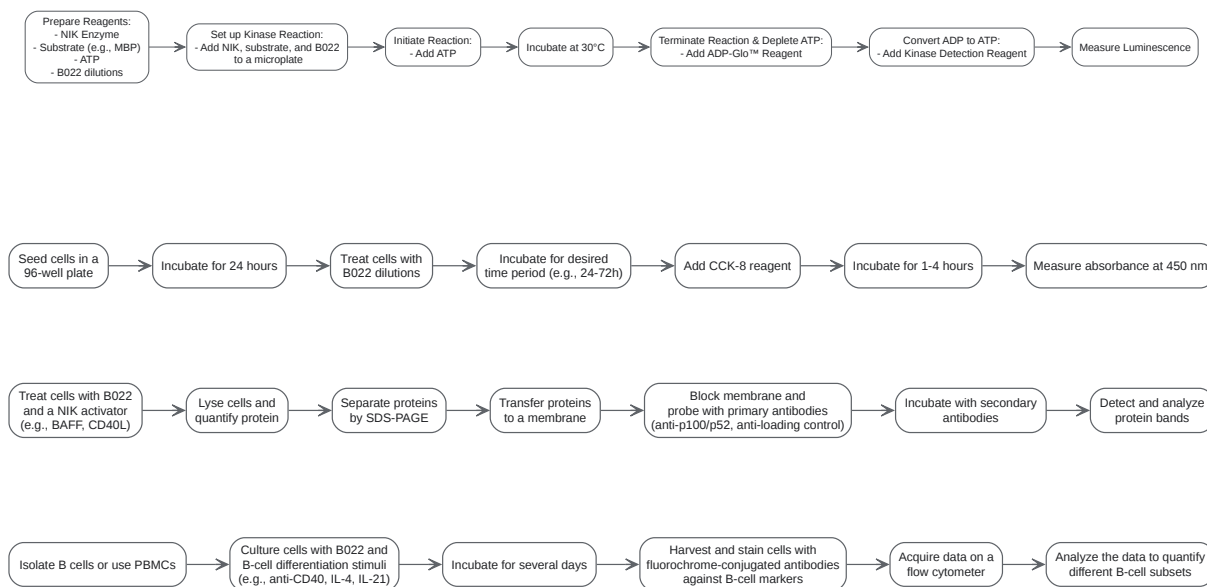 Prepare Reagents:
- NIK Enzyme
- Substrate (e.g., MBP)
- ATP
- B022 dilutions
Set up Kinase Reaction:
- Add NIK, substrate, and B022
to a microplate
Initiate Reaction:
- Add ATP
Incubate at 30°C
Terminate Reaction & Deplete ATP:
- Add ADP-Glo™ Reagent
Convert ADP to ATP:
- Add Kinase Detection Reagent
Measure Luminescence
Seed cells in a
96-well plate
Incubate for 24 hours
Treat cells with
B022 dilutions
Incubate for desired
time period (e.g., 24-72h)
Add CCK-8 reagent
Incubate for 1-4 hours
Measure absorbance at 450 nm
Treat cells with B022
and a NIK activator
(e.g., BAFF, CD40L)
Lyse cells and
quantify protein
Separate proteins
by SDS-PAGE
Transfer proteins
to a membrane
Block membrane and
probe with primary antibodies
(anti-p100/p52, anti-loading control)
Incubate with secondary
antibodies
Detect and analyze
protein bands
Isolate B cells or use PBMCs
Culture cells with B022 and
B-cell differentiation stimuli
(e.g., anti-CD40, IL-4, IL-21)
Incubate for several days
Harvest and stain cells with
fluorochrome-conjugated antibodies
against B-cell markers
Acquire data on a
flow cytometer
Analyze the data to quantify
different B-cell subsets